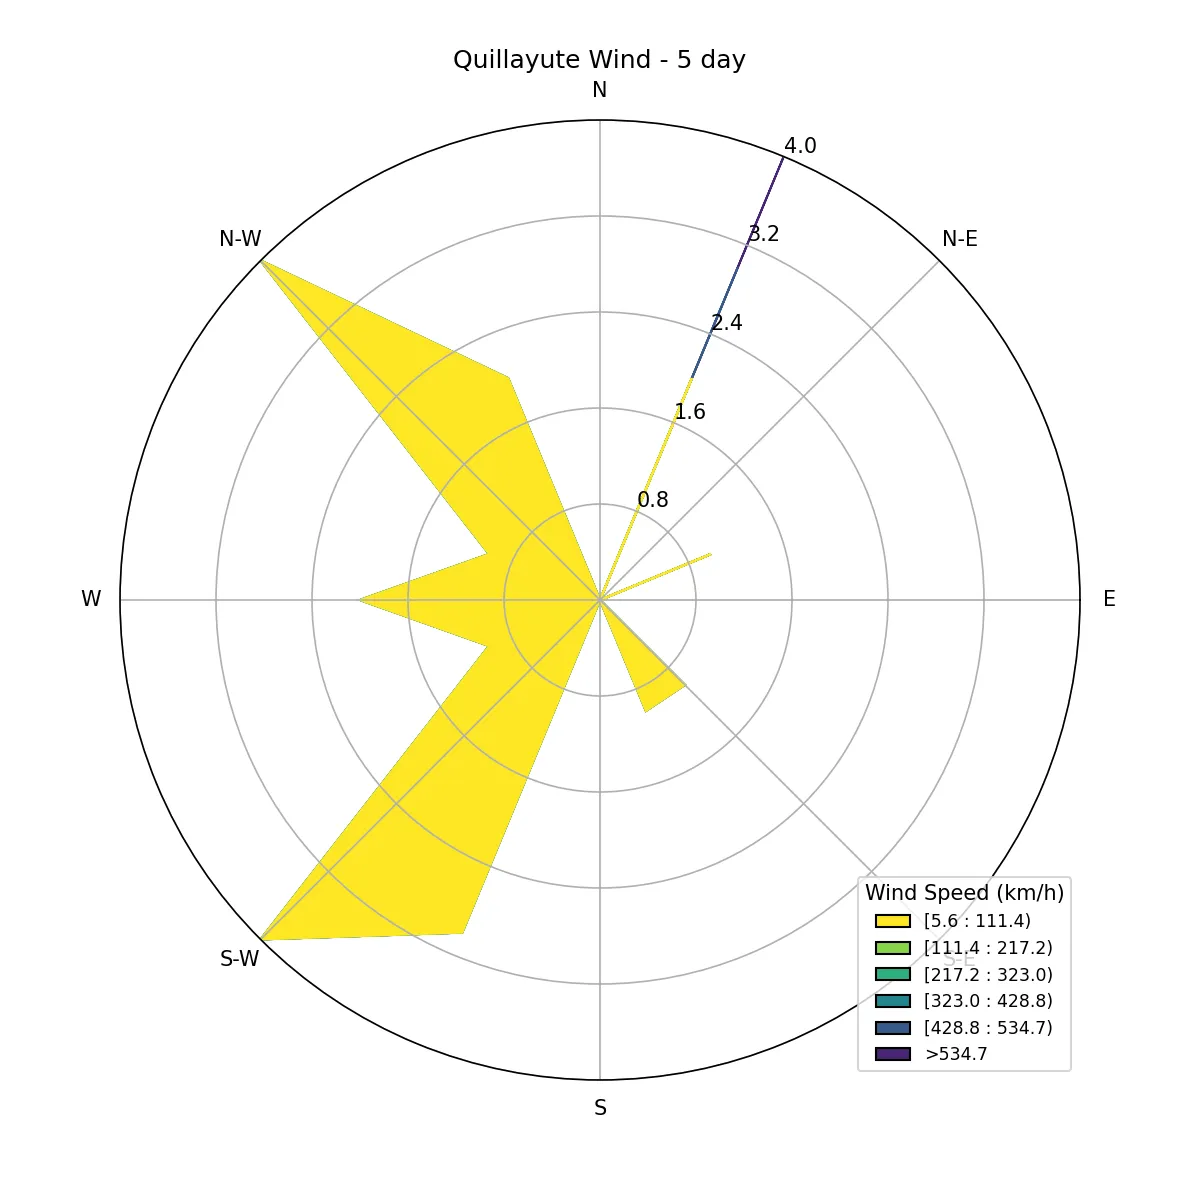 Quillayute Wind - 5 day
N
4.0
3.2
N-W
N-E
2.4
1.6
0.8
W
E
Wind Speed (km/h)
[5.6 : 111.4)
[111.4 : 217.2)
S-W
S-E
[217.2 : 323.0)
[323.0 : 428.8)
[428.8 : 534.7)
>534.7
S